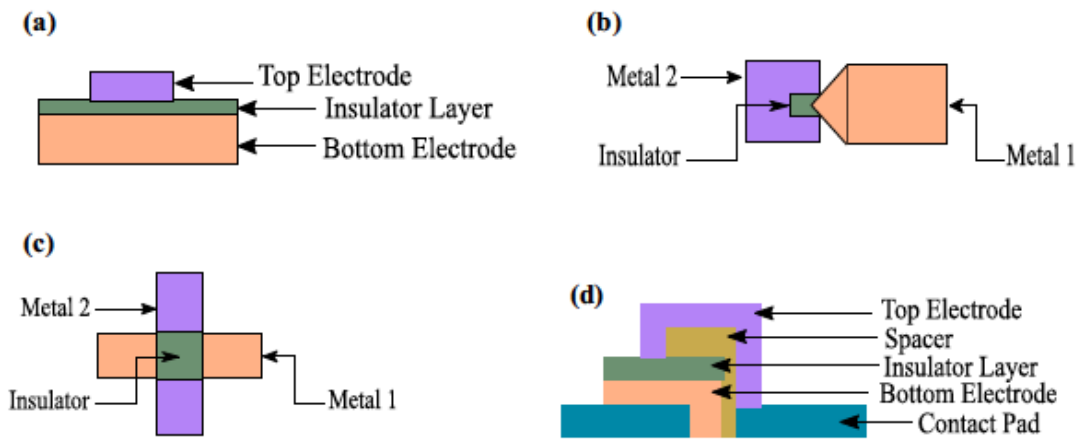 (a)
Top Electrode
Insulator Layer
Bottom Electrode
(b)
Metal 2
Insulator
Metal 1
(c)
Metal 2
Insulator
Metal 1
(d)
Top Electrode
Spacer
Insulator Layer
Bottom Electrode
Contact Pad